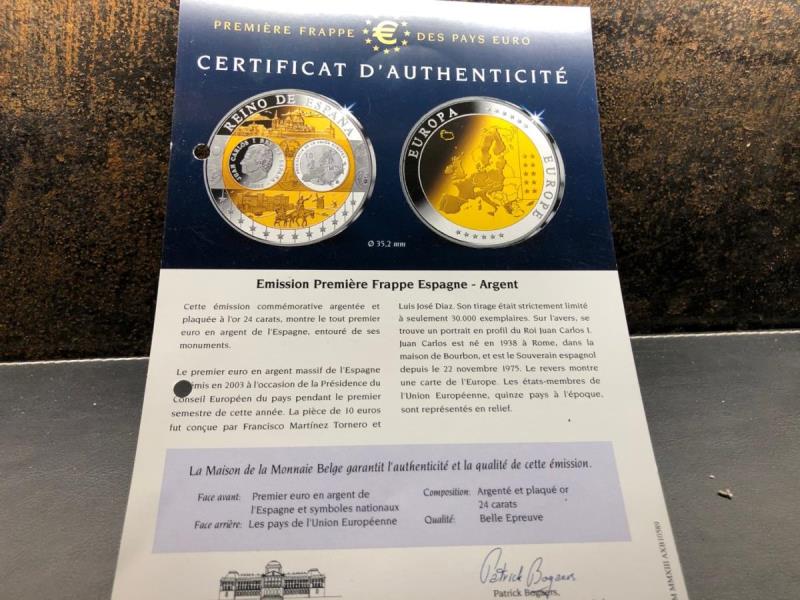 PREMIÈRE FRAPPE € DES PAYS EURO
CERTIFICAT D'AUTHENTICITÉ
REINO DE ESPAÑA
JUAN CARLOS I
EUROPA
EUROPE
Ø 35,2 mm
Emission Première Frappe Espagne - Argent
Cette émission commémorative argentée et
plaquée à l'or 24 carats, montre le tout premier
euro en argent de l'Espagne, entouré de ses
monuments.
Le premier euro en argent massif de l'Espagne
émis en 2003 à l'occasion de la Présidence du
Conseil Européen du pays pendant le premier
semestre de cette année. La pièce de 10 euros
fut conçue par Francisco Martínez Tornero et
Luis José Diaz. Son tirage était strictement limité
à seulement 30.000 exemplaires. Sur l'avers, se
trouve un portrait en profil du Roi Juan Carlos I.
Juan Carlos est né en 1938 à Rome, dans la
maison de Bourbon, et est le Souverain espagnol
depuis le 22 novembre 1975. Le revers montre
une carte de l'Europe. Les états-membres de
l'Union Européenne, quinze pays à l'époque,
sont représentés en relief.
La Maison de la Monnaie Belge garantit l'authenticité et la qualité de cette émission.
Face avant: Premier euro en argent de
l'Espagne et symboles nationaux
Face arrière: Les pays de l'Union Européenne
Composition: Argenté et plaqué or
24 carats
Qualité: Belle Epreuve
Patrick Bogaers
Patrick Bogaers,
M MMXIII AXB110589